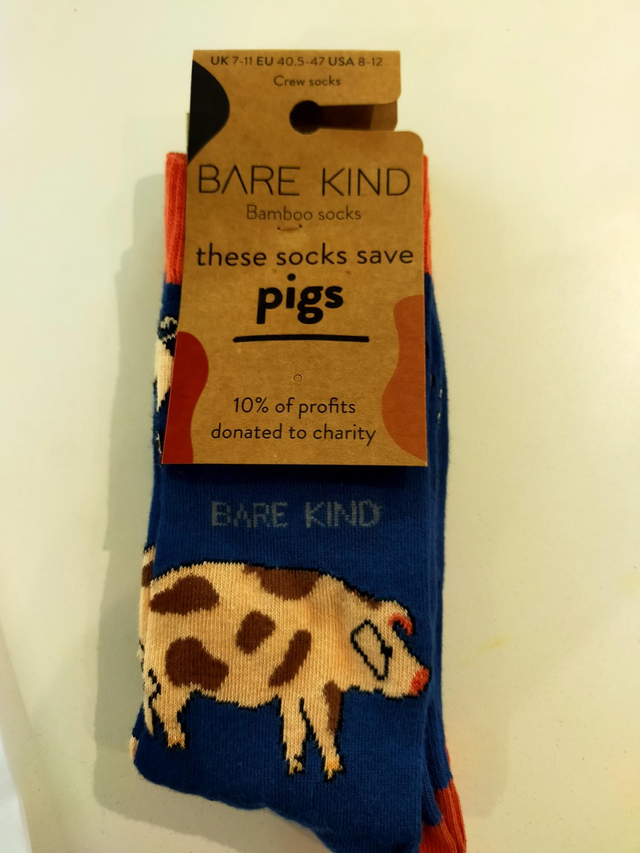 UK 7-11 EU 40.5-47 USA 8-12
Crew socks
BARE KIND
Bamboo socks
these socks save
pigs
10% of profits
donated to charity
BARE KIND